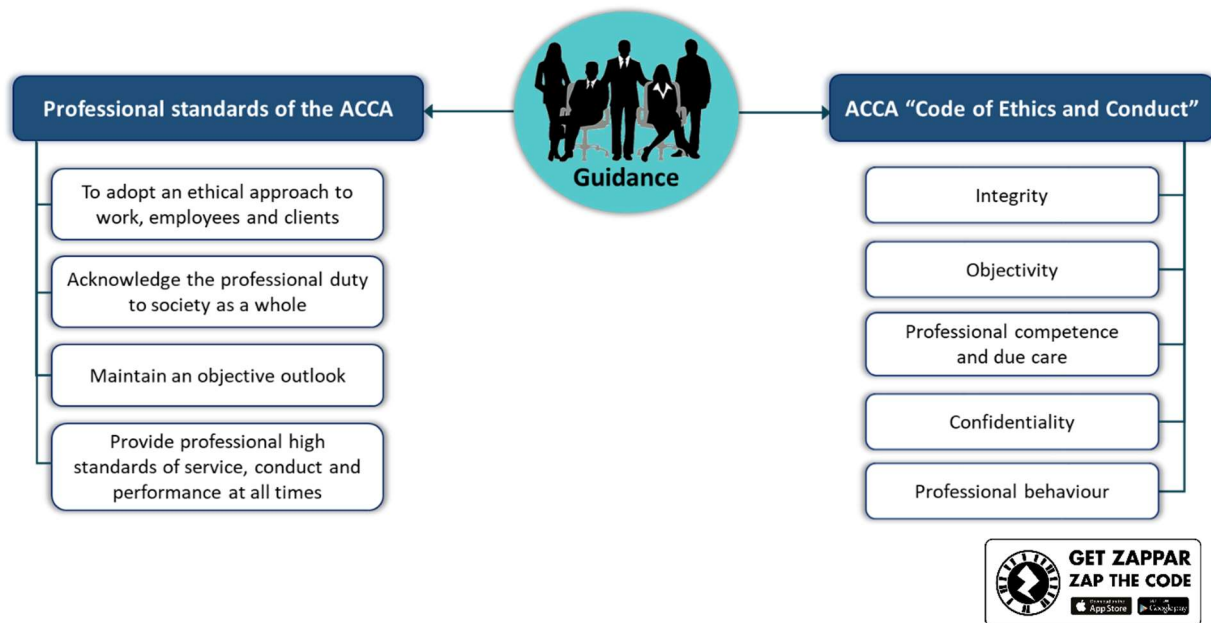 Guidance
Professional standards of the ACCA
To adopt an ethical approach to
work, employees and clients
Acknowledge the professional duty
to society as a whole
Maintain an objective outlook
Provide professional high
standards of service, conduct and
performance at all times
ACCA “Code of Ethics and Conduct”
Integrity
Objectivity
Professional competence
and due care
Confidentiality
Professional behaviour
GET ZAPPAR
ZAP THE CODE
App Store
Google play